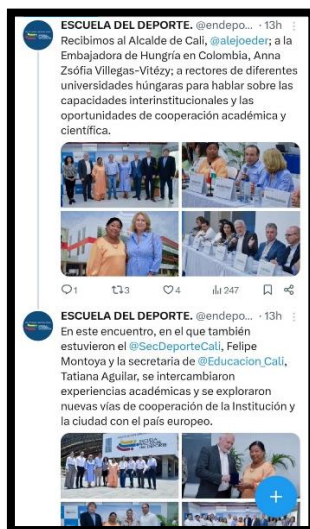 ESCUELA DEL DEPORTE. @endepo... · 13h
Recibimos al Alcalde de Cali, @alejoeder; a la
Embajadora de Hungría en Colombia, Anna
Zsófia Villegas-Vitézy; a rectores de diferentes
universidades húngaras para hablar sobre las
capacidades interinstitucionales y las
oportunidades de cooperación académica y
científica.
1 3 4 247
ESCUELA DEL DEPORTE. @endepo... · 13h
En este encuentro, en el que también
estuvieron el @SecDeporteCali, Felipe
Montoya y la secretaria de @Educacion_Cali,
Tatiana Aguilar, se intercambiaron
experiencias académicas y se exploraron
nuevas vías de cooperación de la Institución y
la ciudad con el país europeo.
ESCUELA
DEPORTE